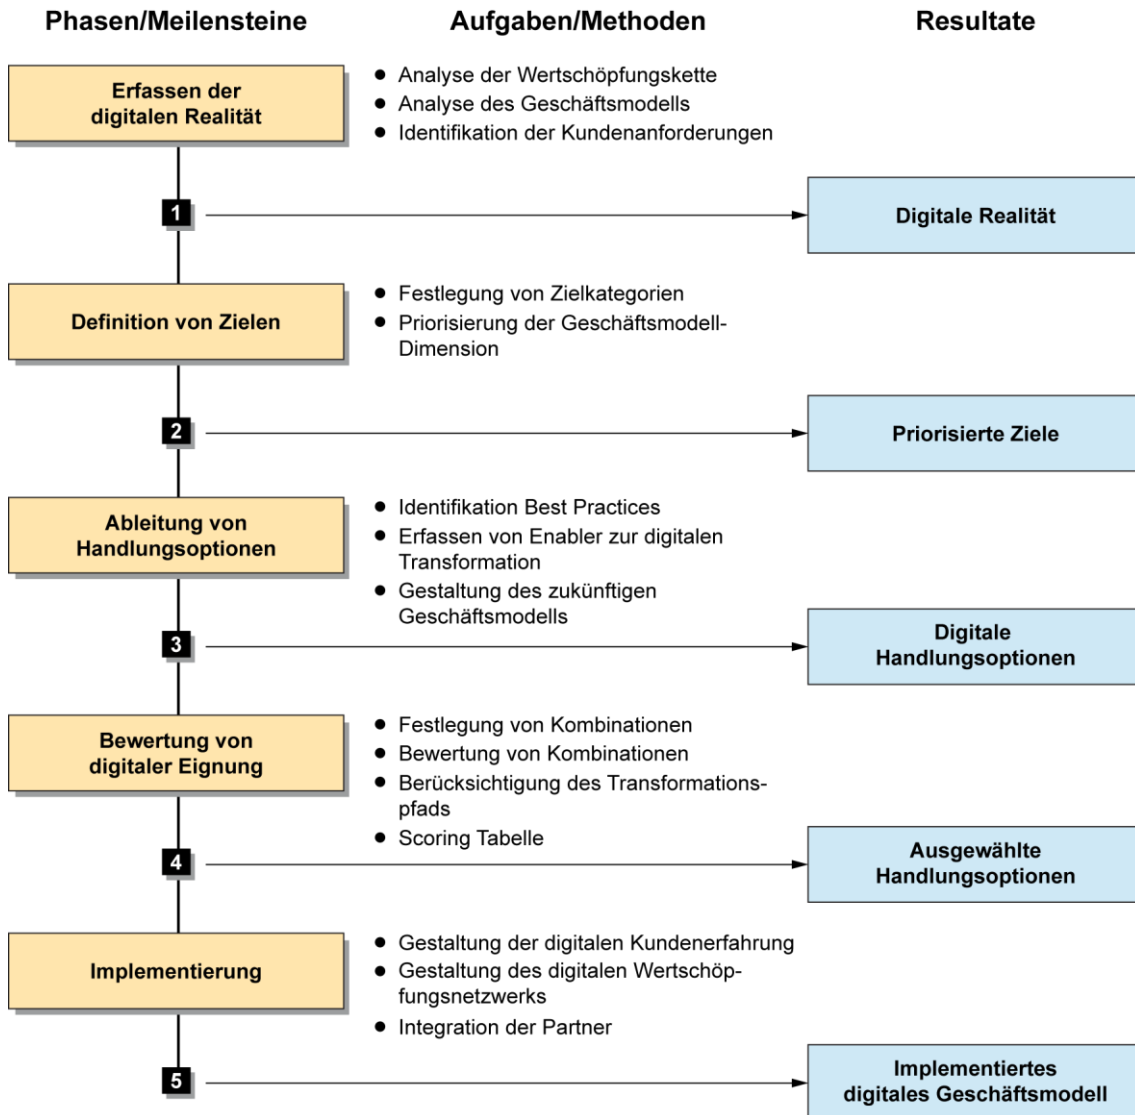 Phasen/Meilensteine
Aufgaben/Methoden
Resultate
Erfassen der
digitalen Realität
● Analyse der Wertschöpfungskette
● Analyse des Geschäftsmodells
● Identifikation der Kundenanforderungen
1
Digitale Realität
Definition von Zielen
● Festlegung von Zielkategorien
● Priorisierung der Geschäftsmodell-
Dimension
2
Priorisierte Ziele
Ableitung von
Handlungsoptionen
● Identifikation Best Practices
● Erfassen von Enabler zur digitalen
Transformation
● Gestaltung des zukünftigen
Geschäftsmodells
3
Digitale
Handlungsoptionen
Bewertung von
digitaler Eignung
● Festlegung von Kombinationen
● Bewertung von Kombinationen
● Berücksichtigung des Transformations-
pfads
● Scoring Tabelle
4
Ausgewählte
Handlungsoptionen
Implementierung
● Gestaltung der digitalen Kundenerfahrung
● Gestaltung des digitalen Wertschöp-
fungsnetzwerks
● Integration der Partner
5
Implementiertes
digitales Geschäftsmodell